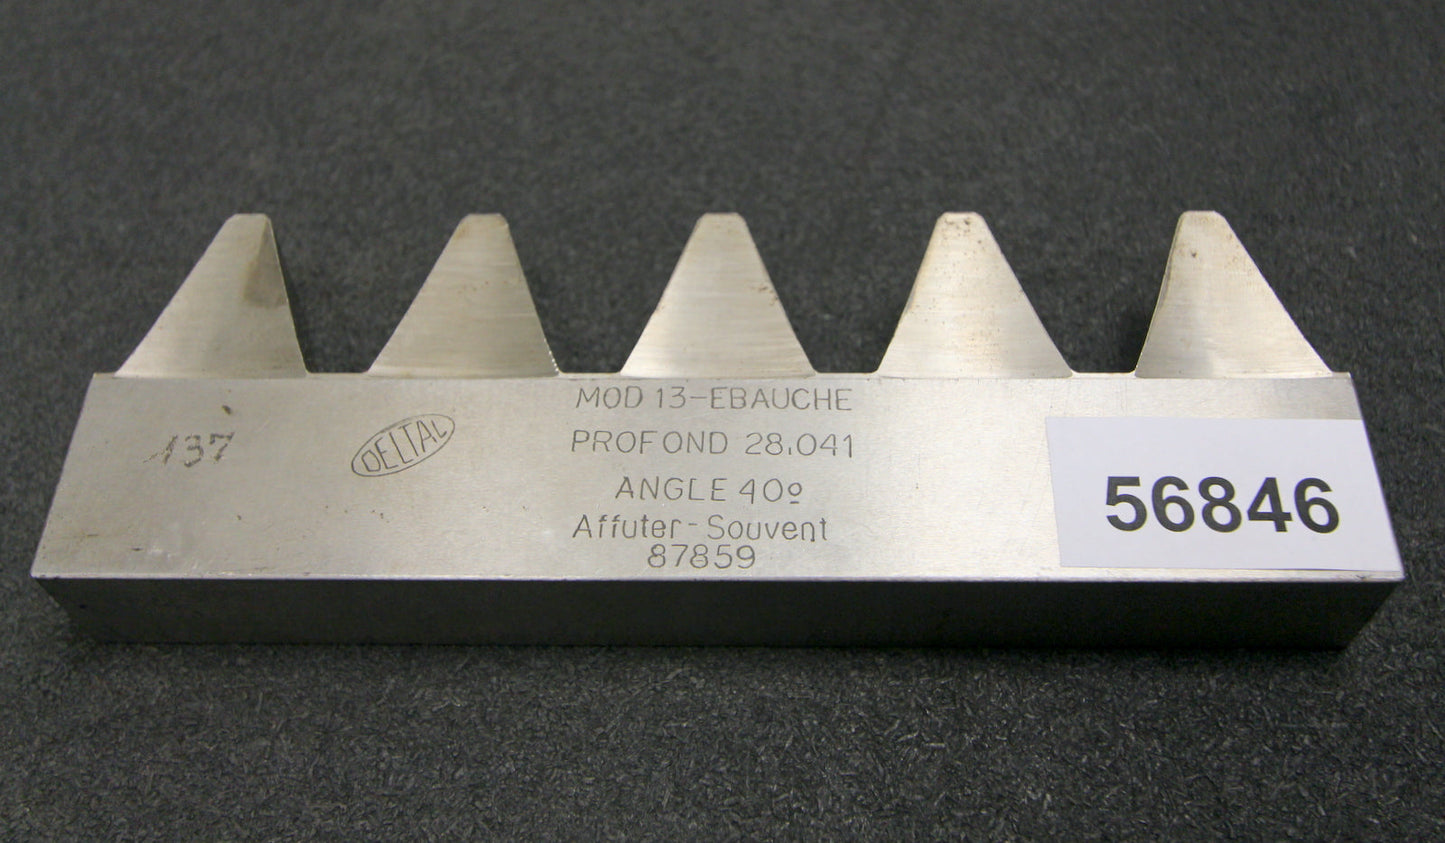 137
DELTAL
MOD 13-EBAUCHE
PROFOND 28.041
ANGLE 40º
Affuter-Souvent
87859
56846